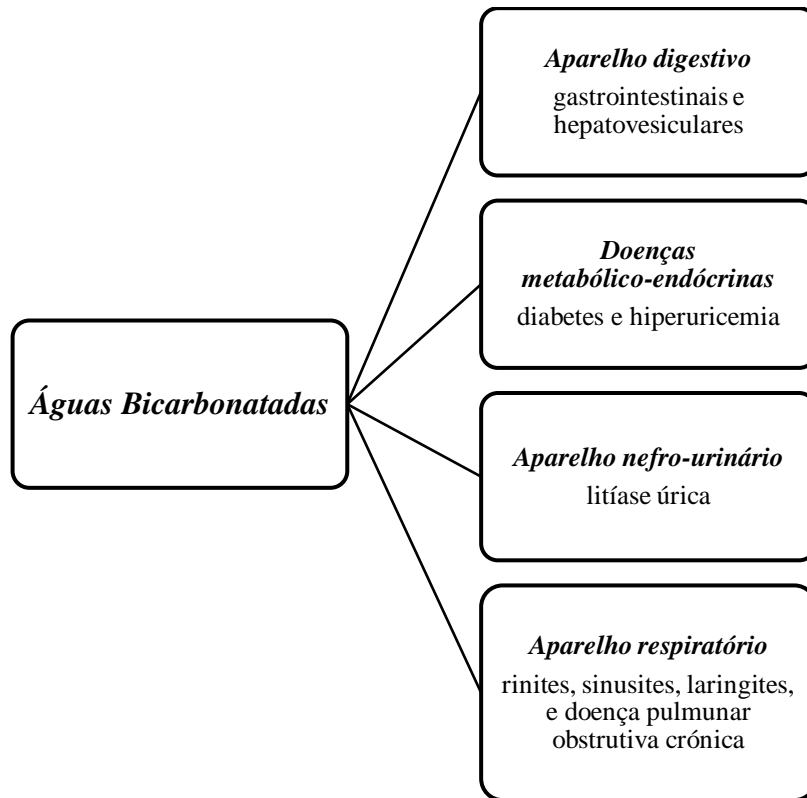 Águas Bicarbonatadas
Aparelho digestivo
gastrointestinais e
hepatovesiculares
Doenças
metabólico-endócrinas
diabetes e hiperuricemia
Aparelho nefro-urinário
litíase úrica
Aparelho respiratório
rinites, sinusites, laringites,
e doença pulmunar
obstrutiva crónica